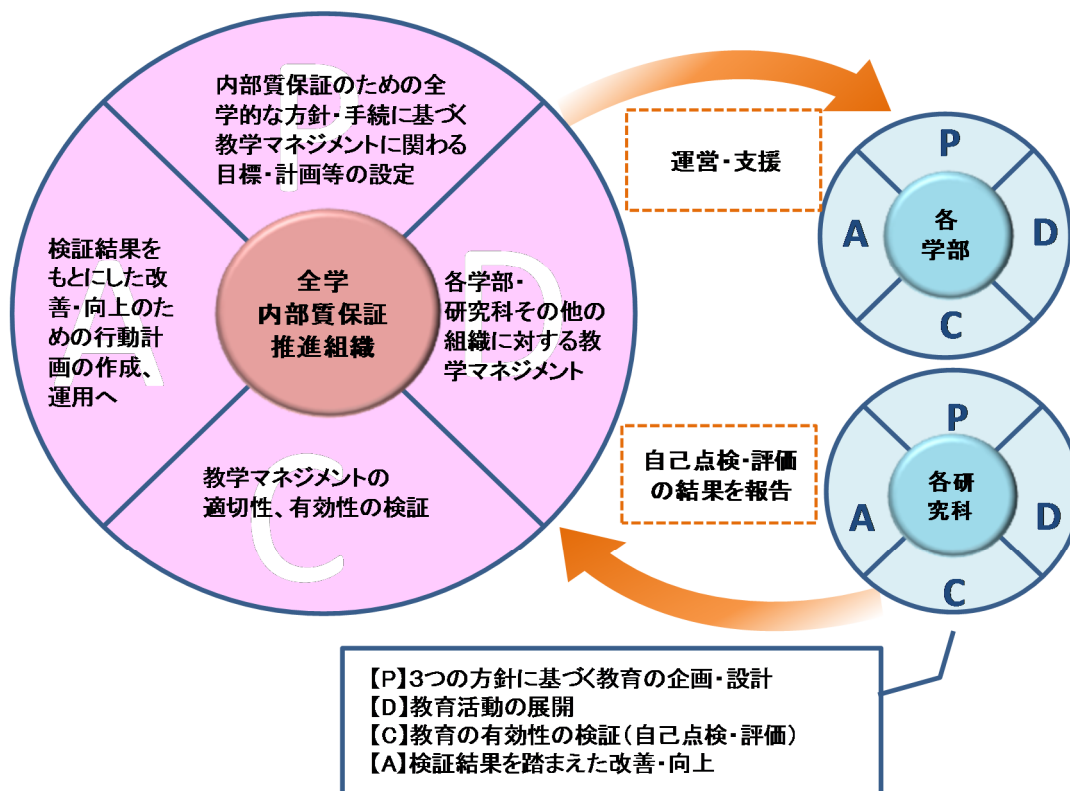 P
内部質保証のための全
学的な方針・手続に基づく
教学マネジメントに関わる
目標・計画等の設定
A
検証結果を
もとにした改
善・向上のた
めの行動計
画の作成、
運用へ
全学
内部質保証
推進組織
D
各学部・
研究科その他の
組織に対する教
学マネジメント
C
教学マネジメントの
適切性、有効性の検証
運営・支援
P
A
各
学部
D
C
自己点検・評価
の結果を報告
P
A
各研
究科
D
C
【P】3つの方針に基づく教育の企画・設計
【D】教育活動の展開
【C】教育の有効性の検証(自己点検・評価)
【A】検証結果を踏まえた改善・向上